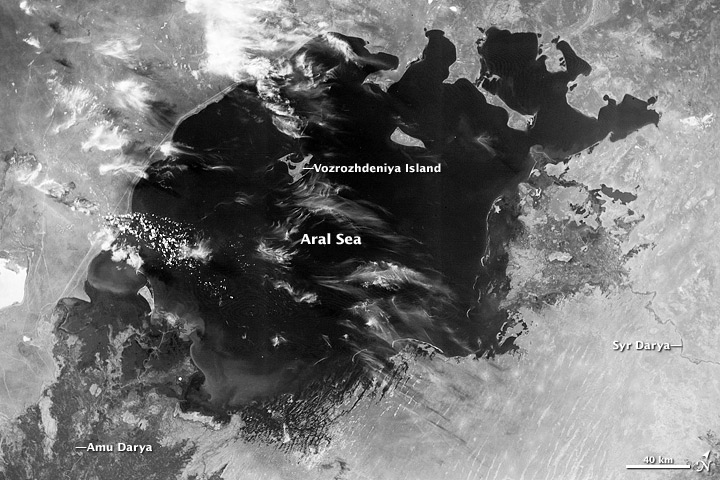 Vozrozhdeniya Island
Aral Sea
Syr Darya
Amu Darya
40 km
N